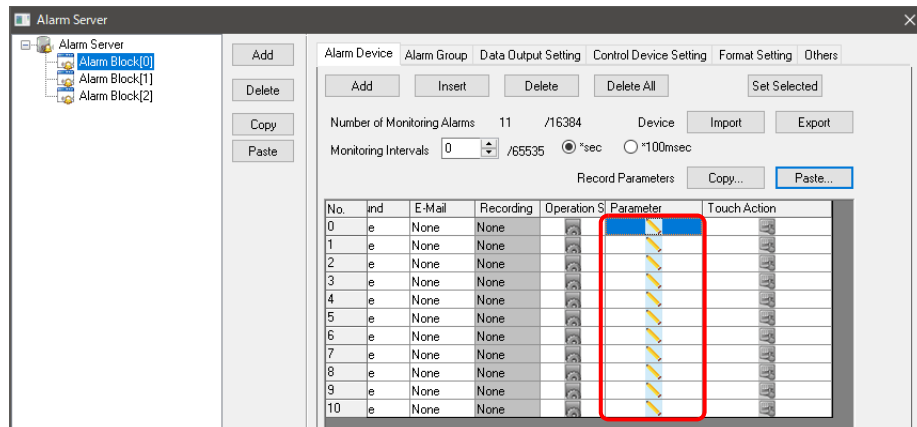 Alarm Server
Alarm Server
Alarm Block[0]
Alarm Block[1]
Alarm Block[2]
Add
Delete
Copy
Paste
Alarm Device Alarm Group Data Output Setting Control Device Setting Format Setting Others
Add Insert Delete Delete All Set Selected
Number of Monitoring Alarms 11 /16384 Device Import Export
Monitoring Intervals 0 /65535 *sec *100msec
Record Parameters Copy... Paste...
No. und E-Mail Recording Operation S Parameter Touch Action
0 e None None
1 e None None
2 e None None
3 e None None
4 e None None
5 e None None
6 e None None
7 e None None
8 e None None
9 e None None
10 e None None